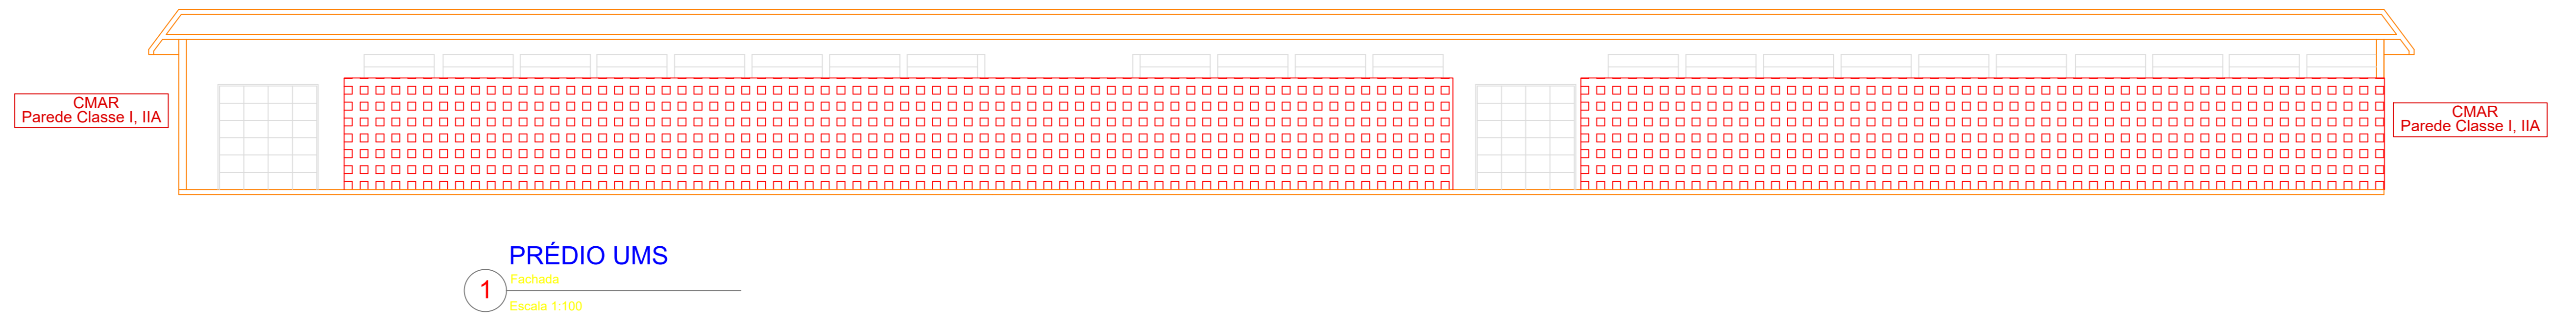 CMAR
Parede Classe I, IIA
CMAR
Parede Classe I, IIA
PRÉDIO UMS
1
Fachada
Escala 1:100